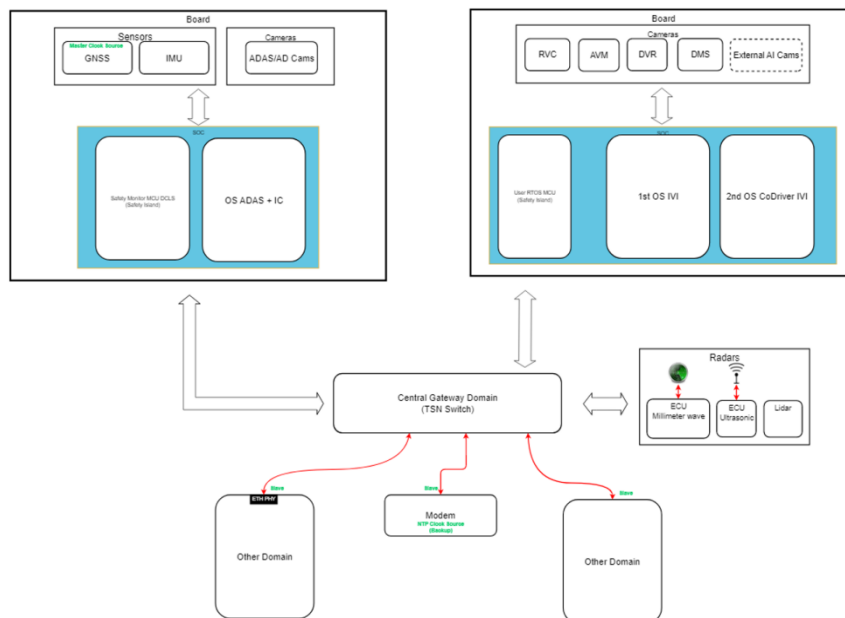 Board
Sensors
Master Clock Source
GNSS
IMU
Cameras
ADAS/AD Cams
SOC
Safety Monitor MCU DCLS
(Safety Island)
OS ADAS + IC
Board
Cameras
RVC
AVM
DVR
DMS
External AI Cams
SOC
User RTOS MCU
(Safety Island)
1st OS IVI
2nd OS CoDriver IVI
Central Gateway Domain
(TSN Switch)
Radars
ECU
Millimeter wave
ECU
Ultrasonic
Lidar
Slave
ETH PHY
Other Domain
Slave
Modem
NTP Clock Source
(Backup)
Slave
Other Domain